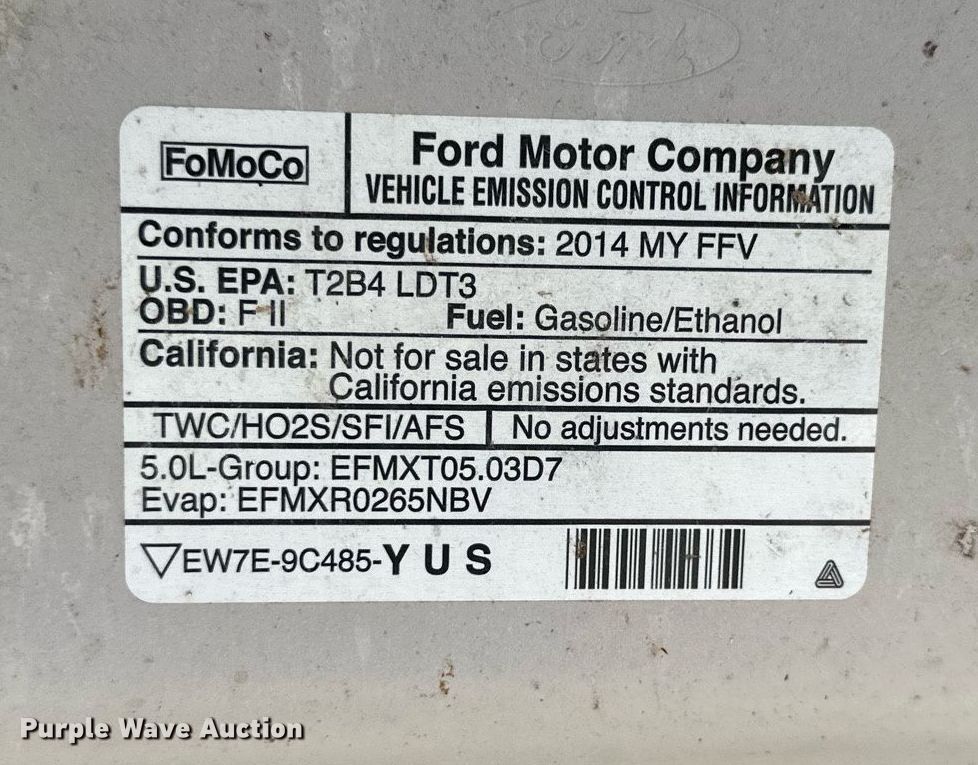 Ford
FoMoCo
Ford Motor Company
VEHICLE EMISSION CONTROL INFORMATION
Conforms to regulations: 2014 MY FFV
U.S. EPA: T2B4 LDT3
OBD: F II
Fuel: Gasoline/Ethanol
California: Not for sale in states with
California emissions standards.
TWC/HO2S/SFI/AFS
No adjustments needed.
5.0L-Group: EFMXT05.03D7
Evap: EFMXR0265NBV
EW7E-9C485-Y U S
Purple Wave Auction